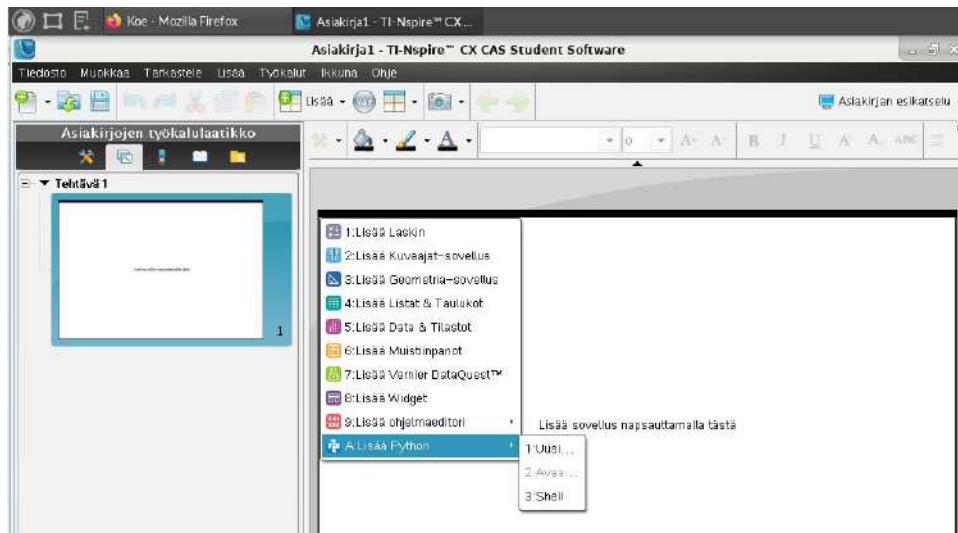 Koe - Mozilla Firefox
Asiakirja1 - TI-Nspire™ CX ...
Asiakirja1 - TI-Nspire™ CX CAS Student Software
Tiedosto Muokkaa Tarkastele Lisää Työkalut Ikkuna Ohje
Lisää
Asiakirjan esikatselu
Asiakirjojen työkalulaatikko
Tehtävä 1
1
1:Lisää Laskin
2:Lisää Kuvaajat-sovellus
3:Lisää Geometria-sovellus
4:Lisää Listat & Taulukot
5:Lisää Data & Tilastot
6:Lisää Muistiinpanot
7:Lisää Vernier DataQuest™
8:Lisää Widget
9:Lisää ohjelmaeditori
A:Lisää Python
1:Uusi...
2:Avaa...
3:Shell
Lisää sovellus napsauttamalla tästä